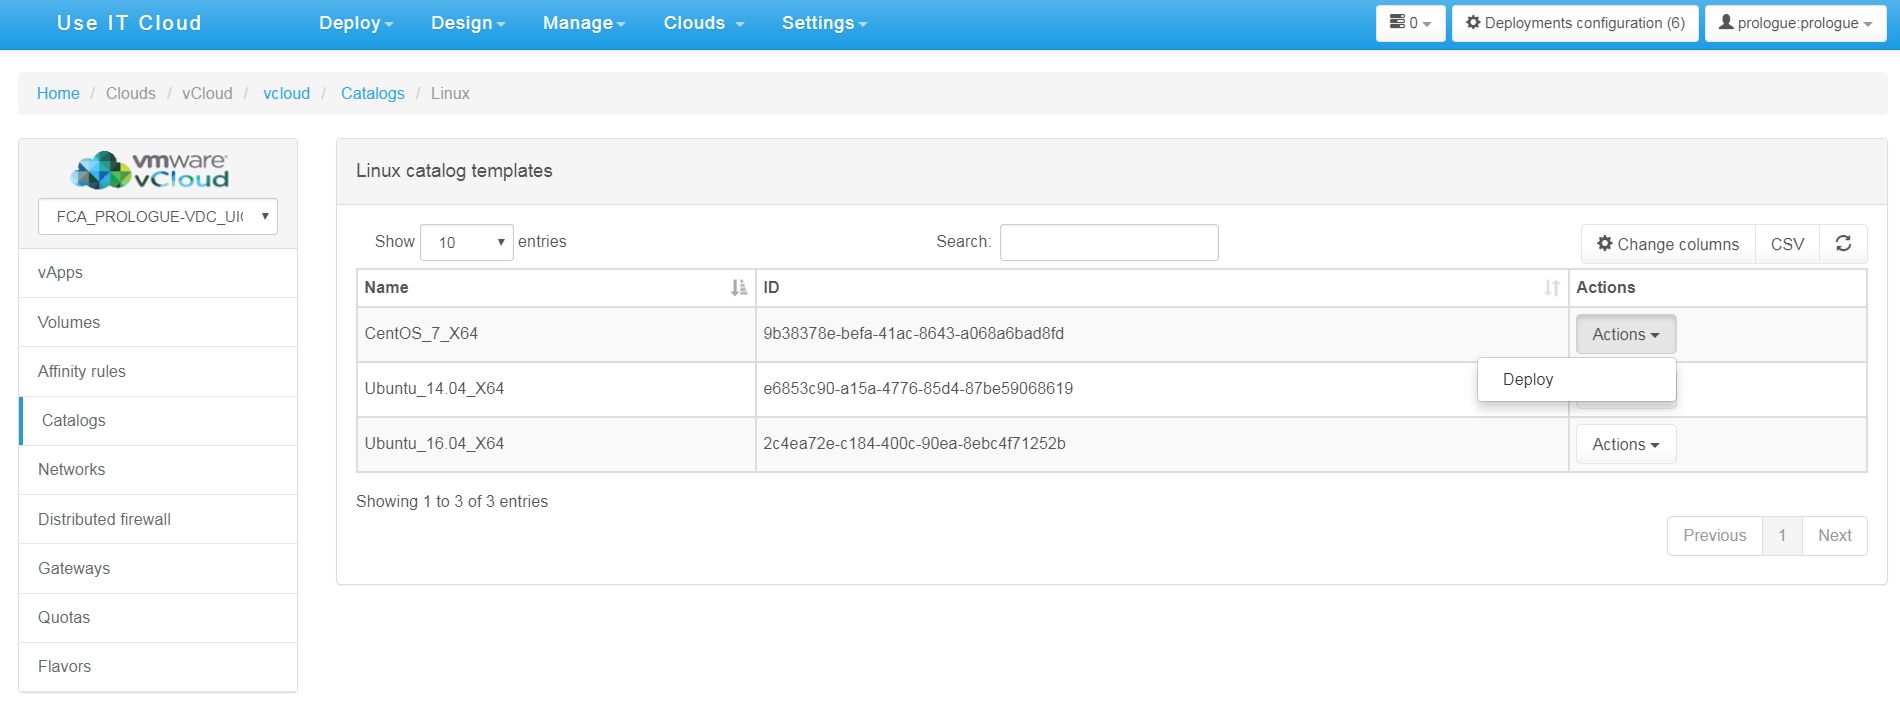 Use IT Cloud Deploy Design Manage Clouds Settings 0 Deployments configuration (6) prologue:prologue
Home / Clouds / vCloud / vcloud / Catalogs / Linux
vmware
vCloud
FCA_PROLOGUE-VDC_UI
vApps
Volumes
Affinity rules
Catalogs
Networks
Distributed firewall
Gateways
Quotas
Flavors
Linux catalog templates
Show 10 entries Search: Change columns CSV
Name ID Actions
CentOS_7_X64 9b38378e-befa-41ac-8643-a068a6bad8fd Actions
Deploy
Ubuntu_14.04_X64 e6853c90-a15a-4776-85d4-87be59068619
Ubuntu_16.04_X64 2c4ea72e-c184-400c-90ea-8ebc4f71252b Actions
Showing 1 to 3 of 3 entries
Previous 1 Next